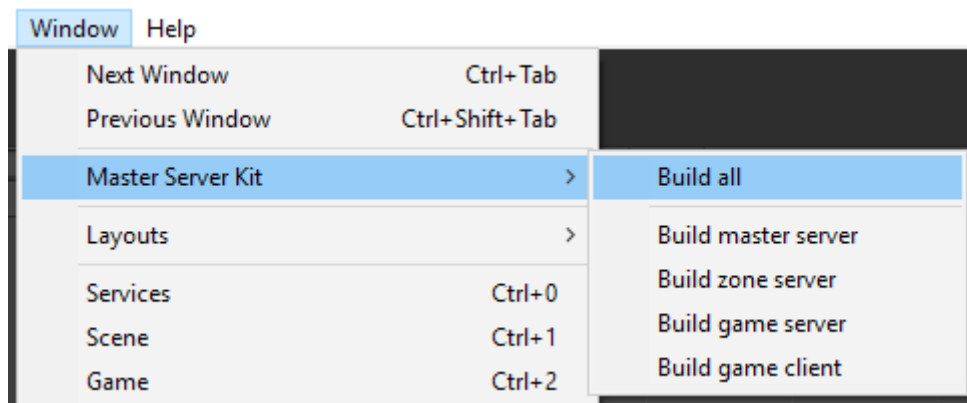 Window Help
Next Window Ctrl+Tab
Previous Window Ctrl+Shift+Tab
Master Server Kit > Build all
Layouts > Build master server
Build zone server
Services Ctrl+0
Build game server
Scene Ctrl+1
Build game client
Game Ctrl+2